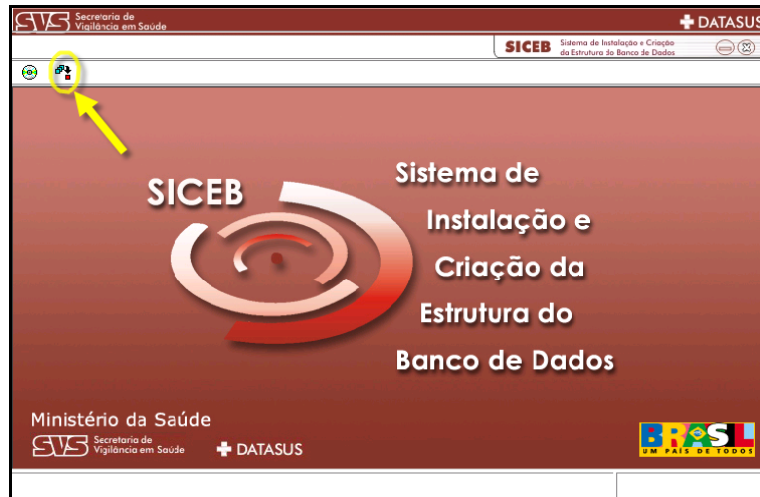 SVS Secretaria de
Vigilância em Saúde
DATASUS
SICEB Sistema de Instalação e Criação
da Estrutura do Banco de Dados
SICEB
Sistema de
Instalação e
Criação da
Estrutura do
Banco de Dados
Ministério da Saúde
SVS Secretaria de
Vigilância em Saúde
DATASUS
BRASIL
UM PAÍS DE TODOS